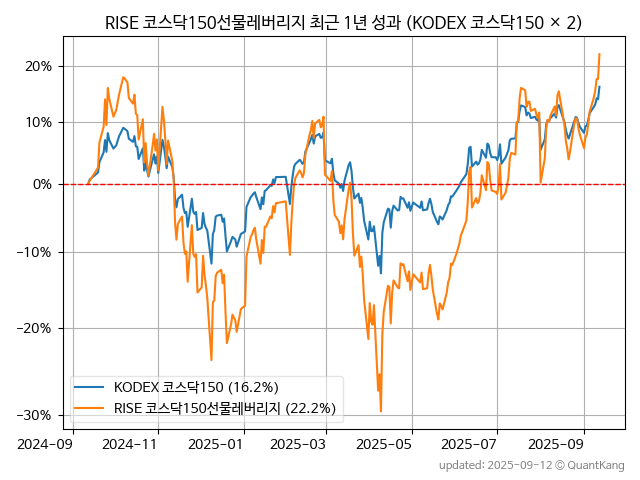 RISE 코스닥150선물레버리지 최근 1년 성과 (KODEX 코스닥150 × 2)
20%
10%
0%
−10%
−20%
−30%
KODEX 코스닥150 (16.2%)
RISE 코스닥150선물레버리지 (22.2%)
2024-09 2024-11 2025-01 2025-03 2025-05 2025-07 2025-09
updated: 2025-09-12 © QuantKang